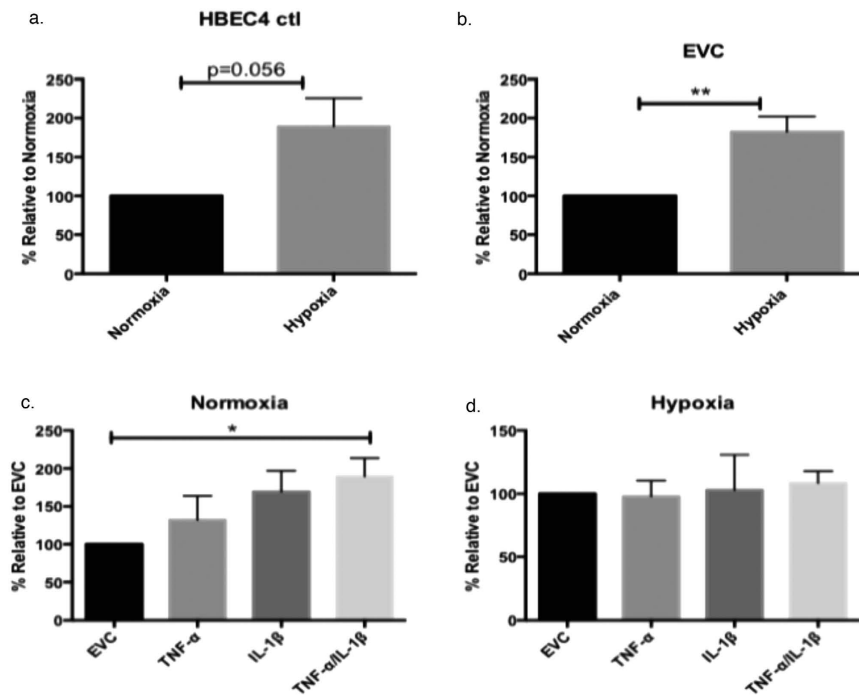 a.
HBEC4 ctl
p=0.056
% Relative to Normoxia
250
200
150
100
50
0
Normoxia
Hypoxia
b.
EVC
**
% Relative to Normoxia
250
200
150
100
50
0
Normoxia
Hypoxia
c.
Normoxia
*
% Relative to EVC
250
200
150
100
50
0
EVC
TNF-α
IL-1β
TNF-α/IL-1β
d.
Hypoxia
% Relative to EVC
150
100
50
0
EVC
TNF-α
IL-1β
TNF-α/IL-1β